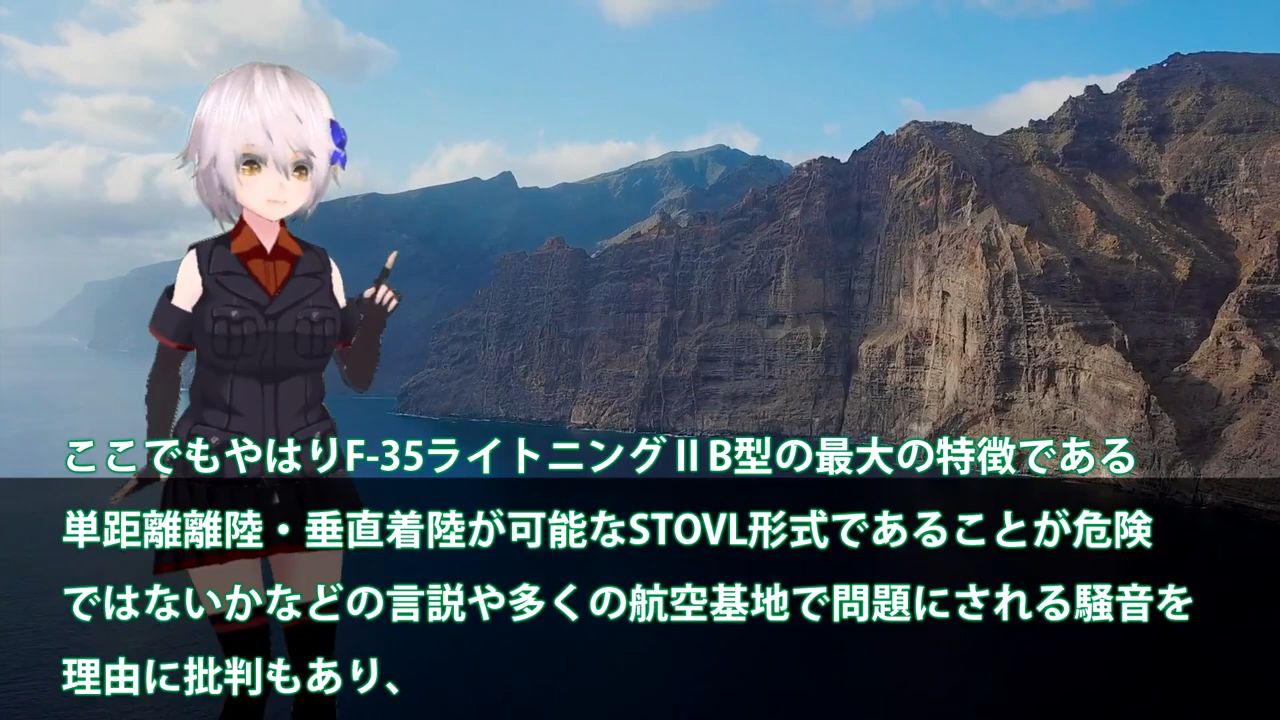 ここでもやはりF-35ライトニングⅡB型の最大の特徴である
単距離離陸・垂直着陸が可能なSTOVL形式であることが危険
ではないかなどの言説や多くの航空基地で問題にされる騒音を
理由に批判もあり、